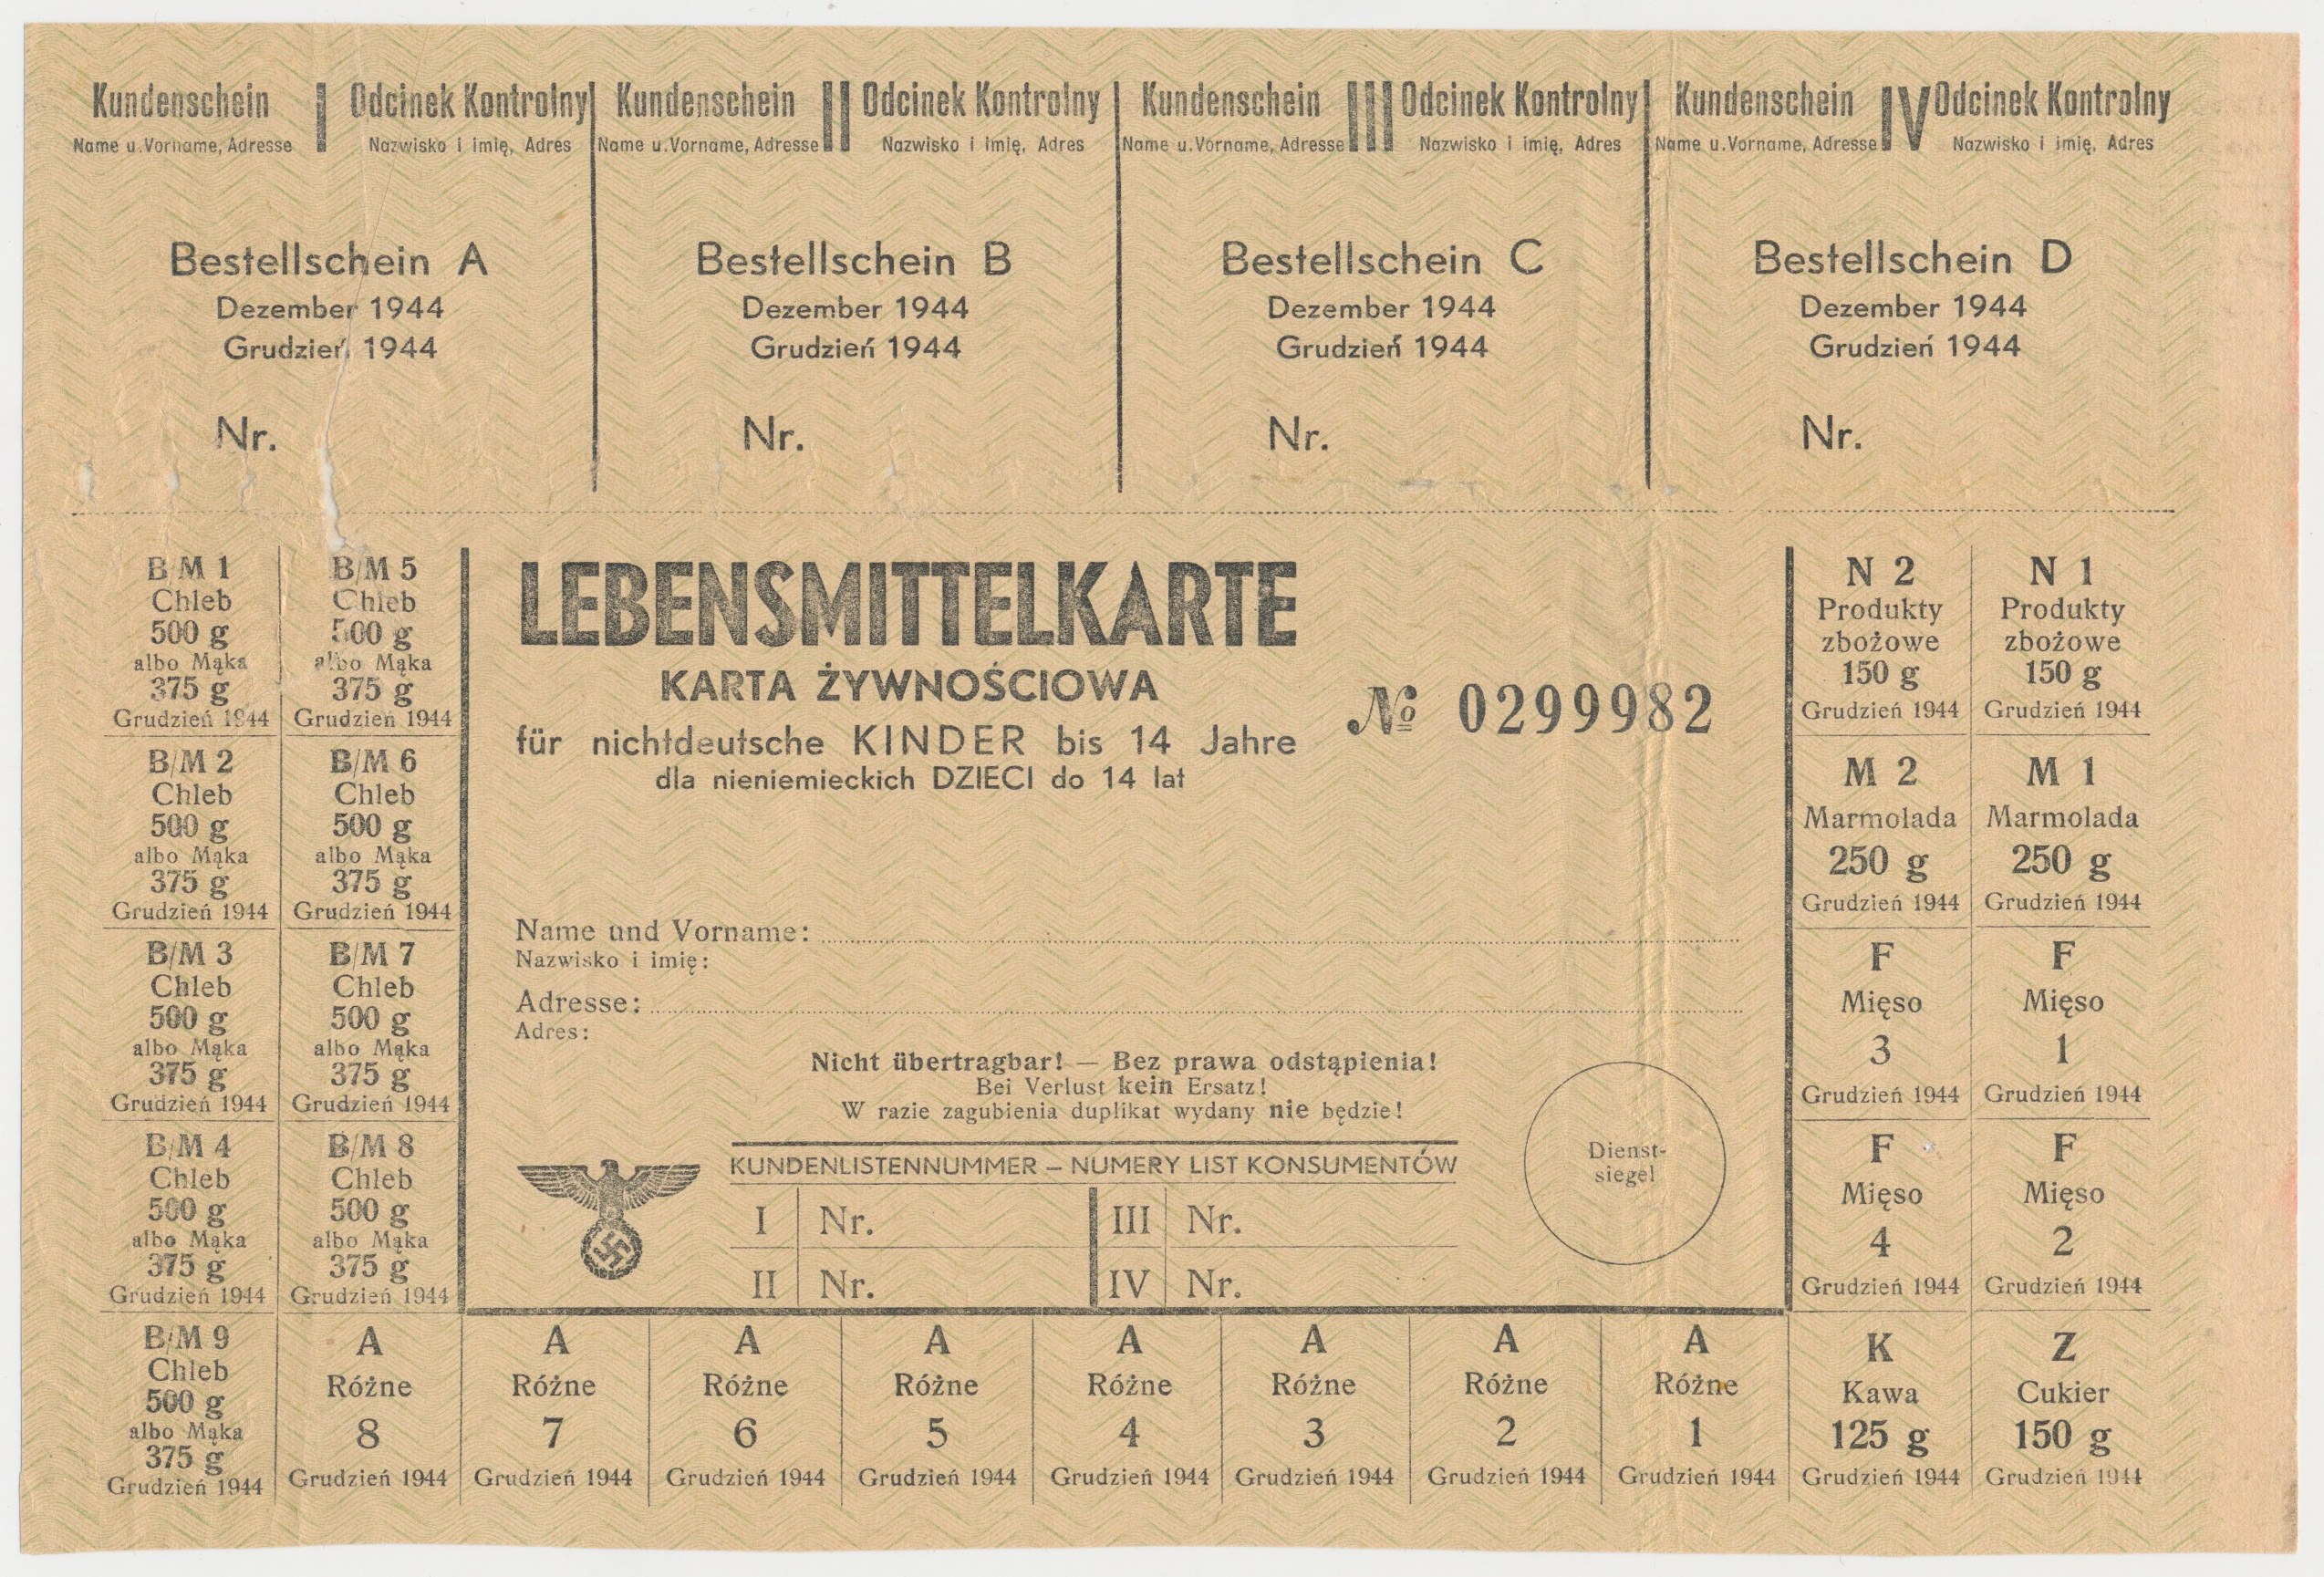 Kundenschein I Odcinek Kontrolny
Name u. Vorname, Adresse Nazwisko i imię, Adres
Bestellschein A
Dezember 1944
Grudzień 1944
Nr.
Kundenschein II Odcinek Kontrolny
Name u. Vorname, Adresse Nazwisko i imię, Adres
Bestellschein B
Dezember 1944
Grudzień 1944
Nr.
Kundenschein III Odcinek Kontrolny
Name u. Vorname, Adresse Nazwisko i imię, Adres
Bestellschein C
Dezember 1944
Grudzień 1944
Nr.
Kundenschein IV Odcinek Kontrolny
Name u. Vorname, Adresse Nazwisko i imię, Adres
Bestellschein D
Dezember 1944
Grudzień 1944
Nr.
B/M 1
Chleb
500 g
albo Mąka
375 g
Grudzień 1944
B/M 5
Chleb
500 g
albo Mąka
375 g
Grudzień 1944
B/M 2
Chleb
500 g
albo Mąka
375 g
Grudzień 1944
B/M 6
Chleb
500 g
albo Mąka
375 g
Grudzień 1944
B/M 3
Chleb
500 g
albo Mąka
375 g
Grudzień 1944
B/M 7
Chleb
500 g
albo Mąka
375 g
Grudzień 1944
B/M 4
Chleb
500 g
albo Mąka
375 g
Grudzień 1944
B/M 8
Chleb
500 g
albo Mąka
375 g
Grudzień 1944
LEBENSMITTELKARTE
KARTA ŻYWNOŚCIOWA
für nichtdeutsche KINDER bis 14 Jahre
dla nieniemieckich DZIECI do 14 lat
№ 0299982
Name und Vorname:
Nazwisko i imię:
Adresse:
Adres:
Nicht übertragbar! — Bez prawa odstąpienia!
Bei Verlust kein Ersatz!
W razie zagubienia duplikat wydany nie będzie!
KUNDENLISTENNUMMER – NUMERY LIST KONSUMENTÓW
I Nr. III Nr.
II Nr. IV Nr.
Dienst-
siegel
N 2
Produkty
zbożowe
150 g
Grudzień 1944
N 1
Produkty
zbożowe
150 g
Grudzień 1944
M 2
Marmolada
250 g
Grudzień 1944
M 1
Marmolada
250 g
Grudzień 1944
F
Mięso
3
Grudzień 1944
F
Mięso
1
Grudzień 1944
F
Mięso
4
Grudzień 1944
F
Mięso
2
Grudzień 1944
B/M 9
Chleb
500 g
albo Mąka
375 g
Grudzień 1944
A
Różne
8
Grudzień 1944
A
Różne
7
Grudzień 1944
A
Różne
6
Grudzień 1944
A
Różne
5
Grudzień 1944
A
Różne
4
Grudzień 1944
A
Różne
3
Grudzień 1944
A
Różne
2
Grudzień 1944
A
Różne
1
Grudzień 1944
K
Kawa
125 g
Grudzień 1944
Z
Cukier
150 g
Grudzień 1944